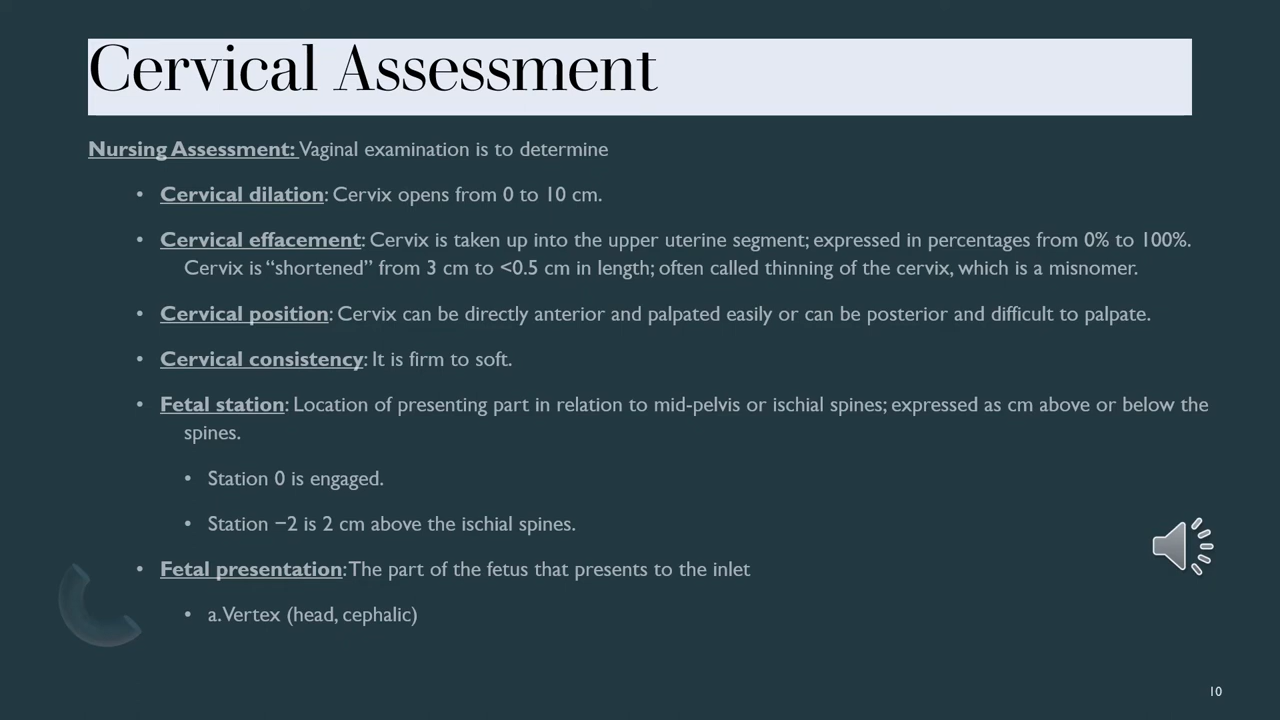 Cervical Assessment
Nursing Assessment: Vaginal examination is to determine
• Cervical dilation: Cervix opens from 0 to 10 cm.
• Cervical effacement: Cervix is taken up into the upper uterine segment; expressed in percentages from 0% to 100%.
Cervix is “shortened” from 3 cm to <0.5 cm in length; often called thinning of the cervix, which is a misnomer.
• Cervical position: Cervix can be directly anterior and palpated easily or can be posterior and difficult to palpate.
• Cervical consistency: It is firm to soft.
• Fetal station: Location of presenting part in relation to mid-pelvis or ischial spines; expressed as cm above or below the
spines.
• Station 0 is engaged.
• Station −2 is 2 cm above the ischial spines.
• Fetal presentation: The part of the fetus that presents to the inlet
• a. Vertex (head, cephalic)
10